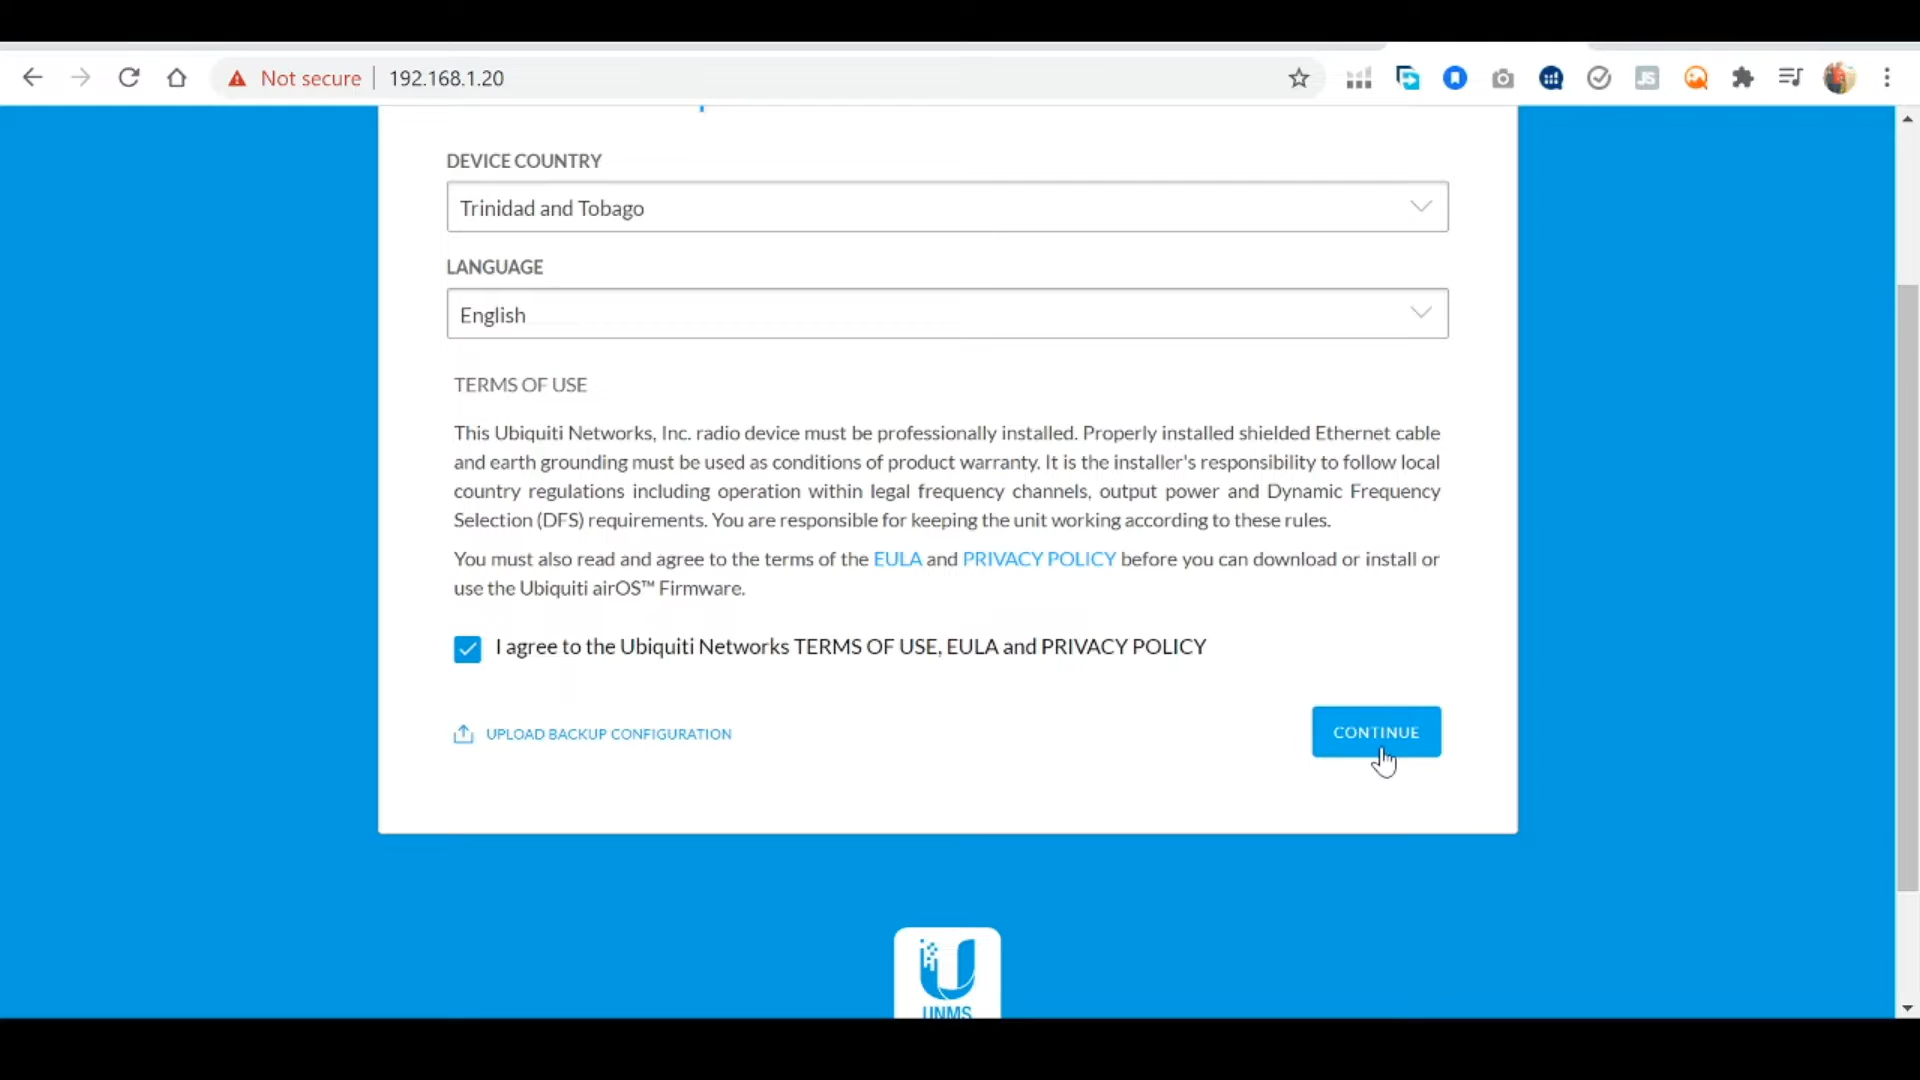 Not secure 192.168.1.20
DEVICE COUNTRY
Trinidad and Tobago
LANGUAGE
English
TERMS OF USE
This Ubiquiti Networks, Inc. radio device must be professionally installed. Properly installed shielded Ethernet cable
and earth grounding must be used as conditions of product warranty. It is the installer's responsibility to follow local
country regulations including operation within legal frequency channels, output power and Dynamic Frequency
Selection (DFS) requirements. You are responsible for keeping the unit working according to these rules.
You must also read and agree to the terms of the EULA and PRIVACY POLICY before you can download or install or
use the Ubiquiti airOS™ Firmware.
I agree to the Ubiquiti Networks TERMS OF USE, EULA and PRIVACY POLICY
UPLOAD BACKUP CONFIGURATION
CONTINUE
U
UNMS
JS